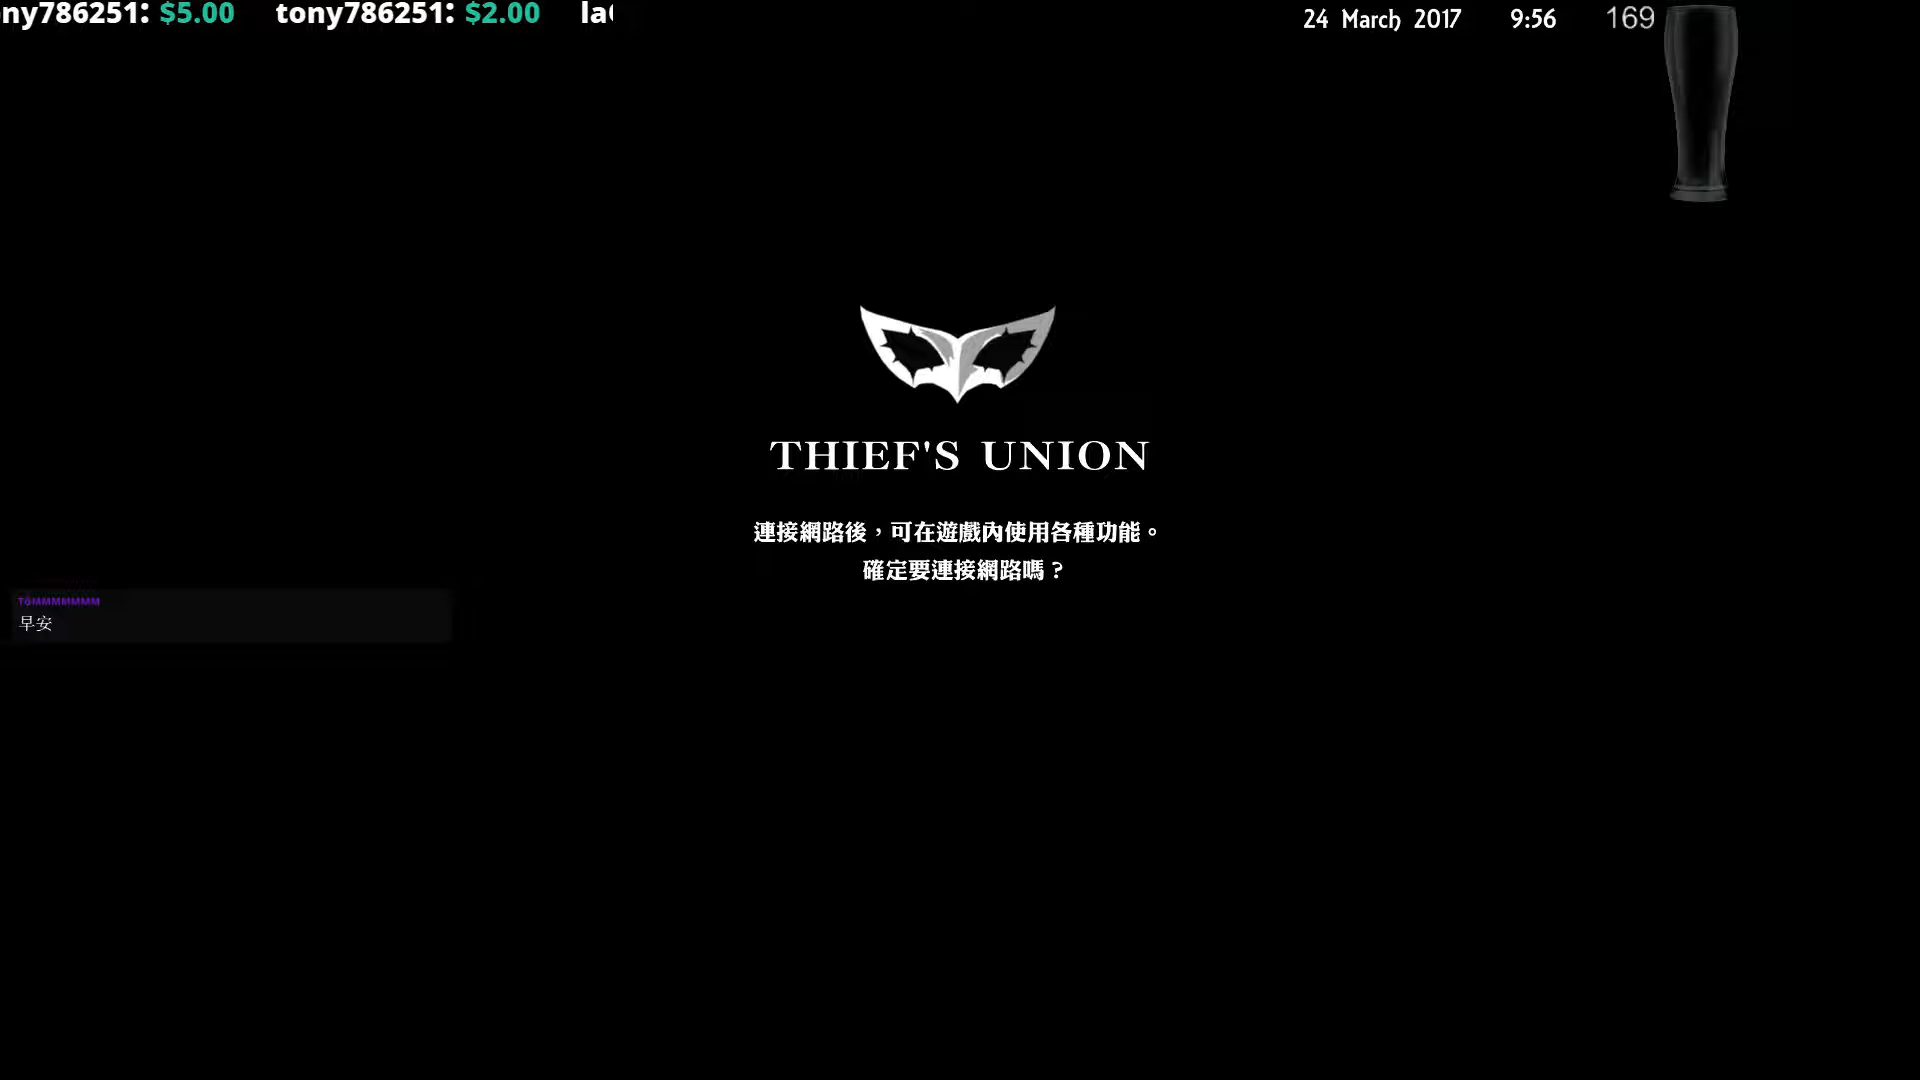 ny786251: $5.00 tony786251: $2.00 la
24 March 2017 9:56 169
THIEF'S UNION
連接網路後，可在遊戲內使用各種功能。
確定要連接網路嗎？
TOMMMMMMM
早安